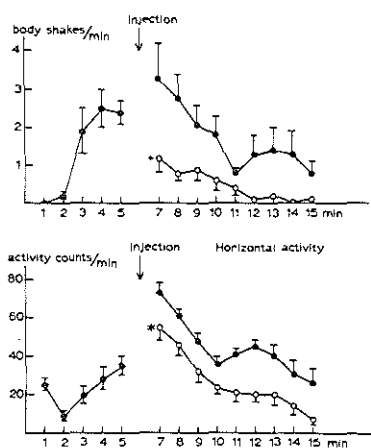 body shakes/min
Injection
4
3
2
1
1 2 3 4 5 7 8 9 10 11 12 13 14 15 min
activity counts/min
Injection Horizontal activity
80
60
40
20
1 2 3 4 5 7 8 9 10 11 12 13 14 15 min